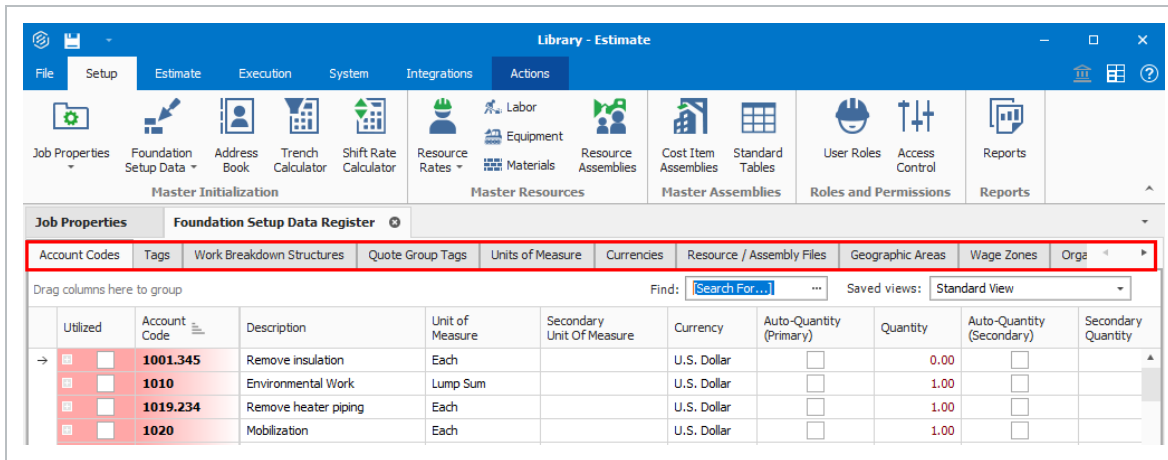 Library - Estimate
File Setup Estimate Execution System Integrations Actions
Job Properties
Foundation Setup Data
Address Book
Trench Calculator
Shift Rate Calculator
Master Initialization
Resource Rates
Labor
Equipment
Materials
Resource Assemblies
Master Resources
Cost Item Assemblies
Standard Tables
Master Assemblies
User Roles
Access Control
Roles and Permissions
Reports
Reports
Job Properties Foundation Setup Data Register
Account Codes Tags Work Breakdown Structures Quote Group Tags Units of Measure Currencies Resource / Assembly Files Geographic Areas Wage Zones Orga
Drag columns here to group Find: [Search For...] ... Saved views: Standard View
Utilized Account Code Description Unit of Measure Secondary Unit Of Measure Currency Auto-Quantity (Primary) Quantity Auto-Quantity (Secondary) Secondary Quantity
1001.345 Remove insulation Each U.S. Dollar 0.00
1010 Environmental Work Lump Sum U.S. Dollar 1.00
1019.234 Remove heater piping Each U.S. Dollar 1.00
1020 Mobilization Each U.S. Dollar 1.00